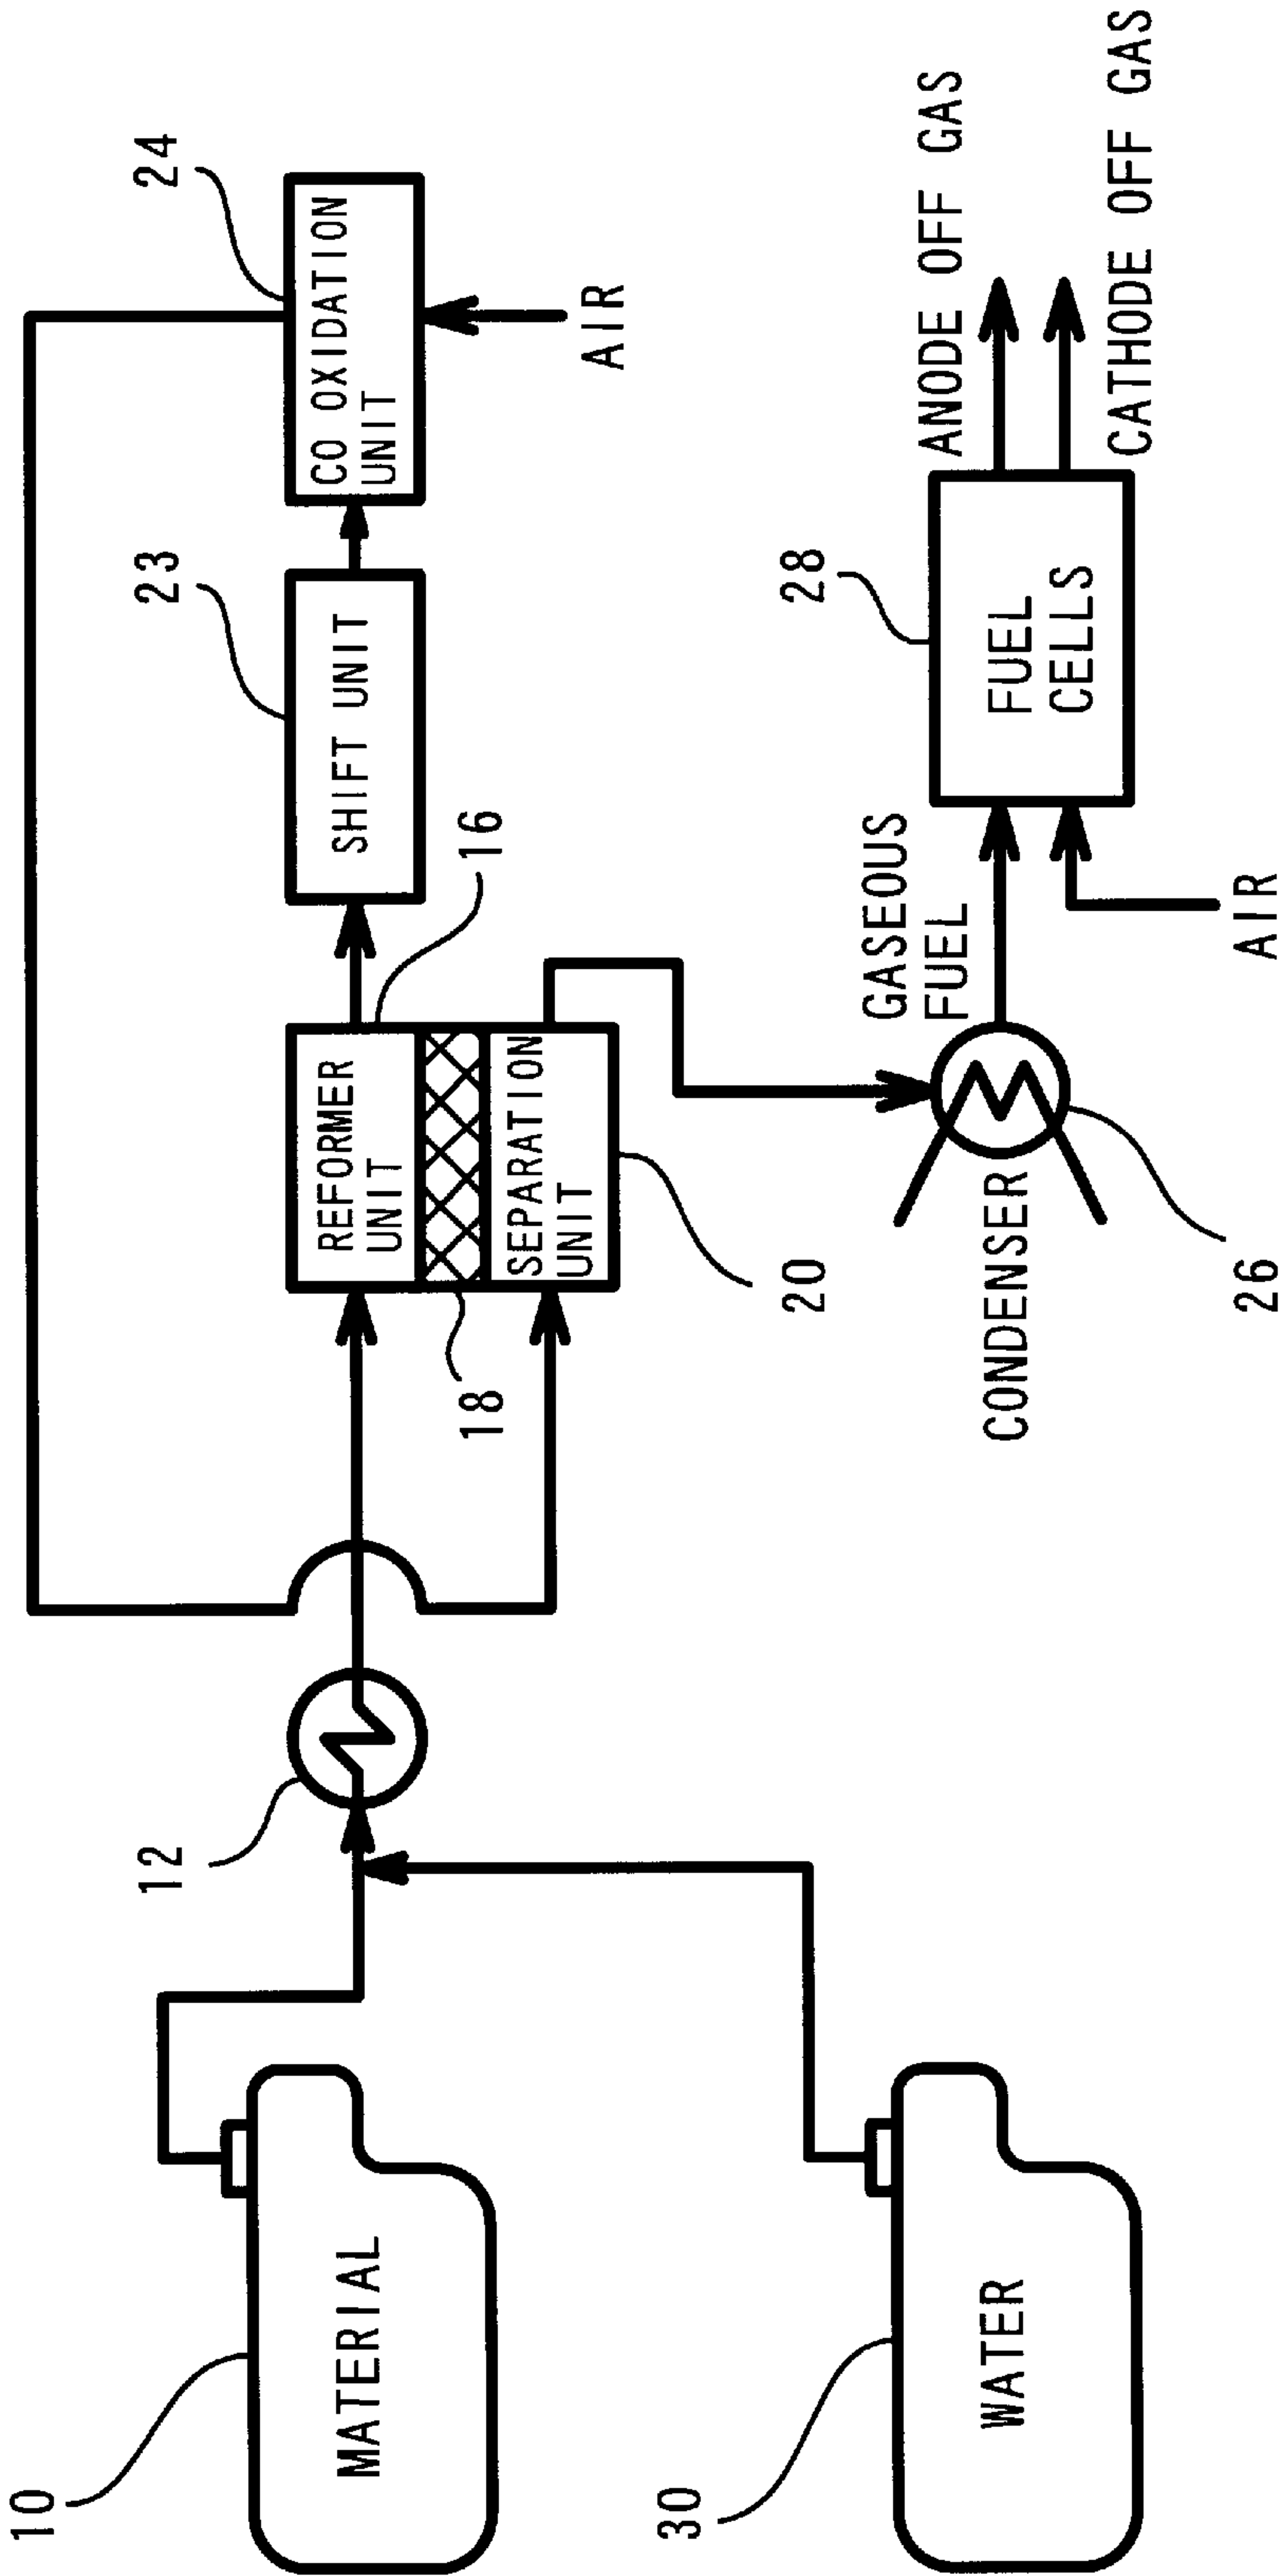 24
CO OXIDATION
UNIT
AIR
23
SHIFT UNIT
16
REFORMER
UNIT
18
SEPARATION
UNIT
20
12
10
MATERIAL
30
WATER
GASEOUS
FUEL
CONDENSER
26
28
FUEL
CELLS
AIR
ANODE OFF GAS
CATHODE OFF GAS